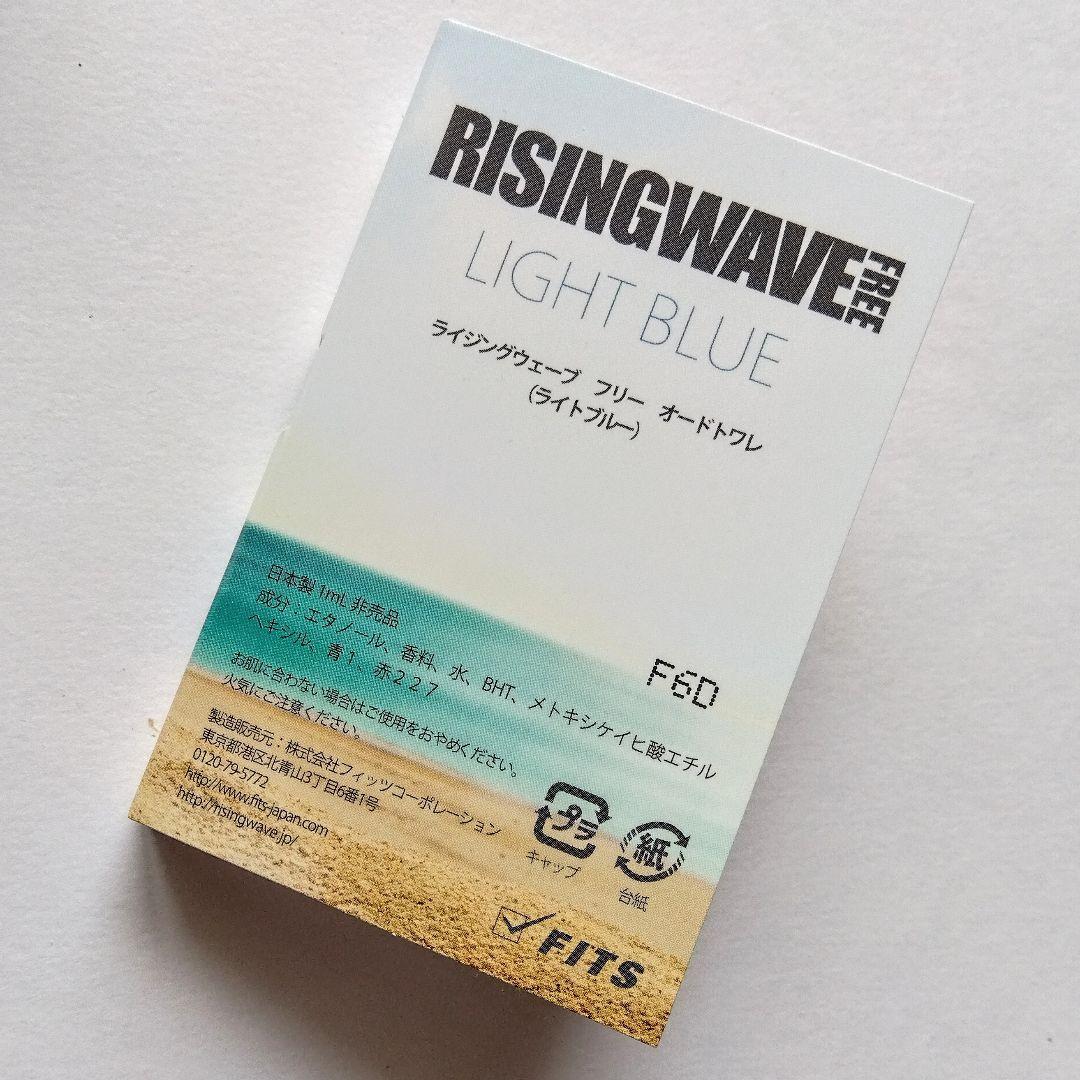 RISINGWAVE FREE
LIGHT BLUE
ライジングウェーブ フリー オードトワレ
(ライトブルー)
日本製 1mL 非売品
成分：エタノール、香料、水、BHT、メトキシケイヒ酸エチル
ヘキシル、青1、赤227
F6D
お肌に合わない場合はご使用をおやめください。
火気にご注意ください。
製造販売元：株式会社フィッツコーポレーション
東京都港区北青山3丁目6番1号
0120-79-5772
http://www.fits-japan.com
http://risingwave.jp/
プラ
キャップ
紙
台紙
FITS